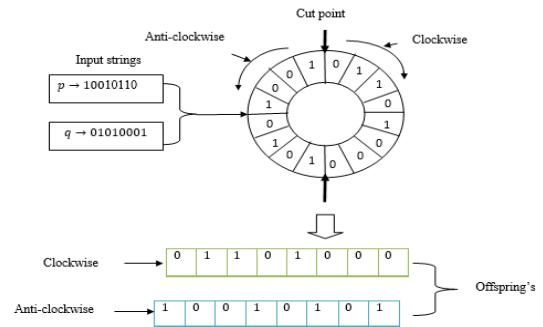 Cut point
Anti-clockwise
Clockwise
Input strings
p → 10010110
q → 01010001
1 0
0 1
0 1
1 0
0 1
1 0
0 0
1 0
Clockwise
0 1 1 0 1 0 0 0
Offspring's
Anti-clockwise
1 0 0 1 0 1 0 1